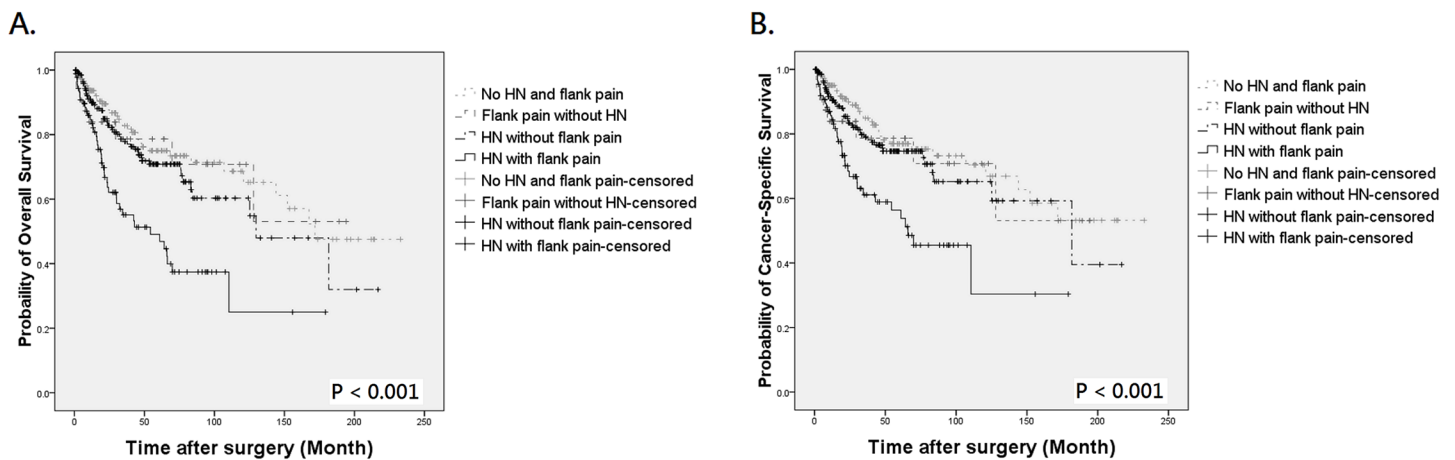 A.
Probaility of Overall Survival
1.0
0.8
0.6
0.4
0.2
0.0
P < 0.001
0 50 100 150 200 250
Time after surgery (Month)
No HN and flank pain
Flank pain without HN
HN without flank pain
HN with flank pain
No HN and flank pain-censored
Flank pain without HN-censored
HN without flank pain-censored
HN with flank pain-censored
B.
Probability of Cancer-Specific Survival
1.0
0.8
0.6
0.4
0.2
0.0
P < 0.001
0 50 100 150 200 250
Time after surgery (Month)
No HN and flank pain
Flank pain without HN
HN without flank pain
HN with flank pain
No HN and flank pain-censored
Flank pain without HN-censored
HN without flank pain-censored
HN with flank pain-censored